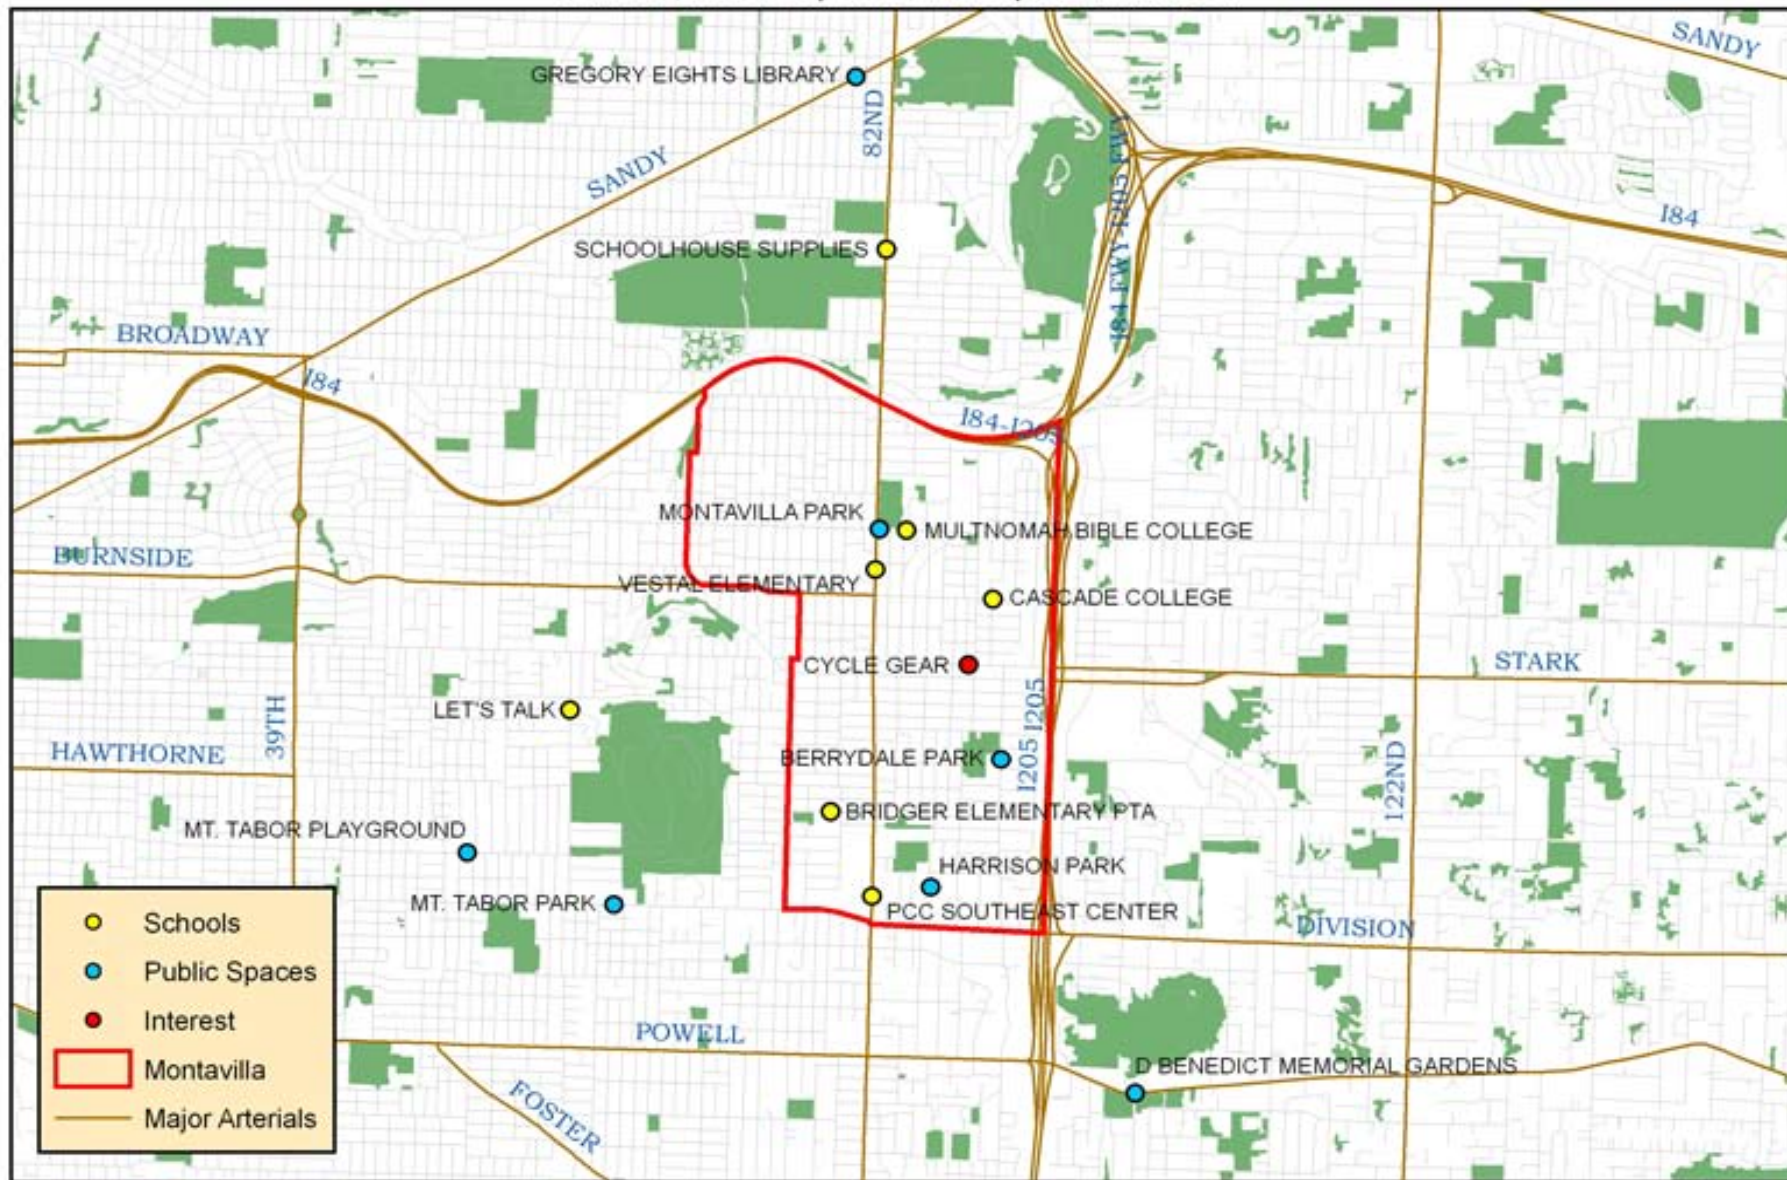 SANDY
GREGORY EIGHTS LIBRARY
82ND
SANDY
I84 FWY-I205 FWY
I84
SCHOOLHOUSE SUPPLIES
BROADWAY
I84
I84-I205
MONTAVILLA PARK
MULTNOMAH BIBLE COLLEGE
BURNSIDE
VESTAL ELEMENTARY
CASCADE COLLEGE
CYCLE GEAR
STARK
LET'S TALK
39TH
I205
I205
HAWTHORNE
BERRYDALE PARK
122ND
BRIDGER ELEMENTARY PTA
MT. TABOR PLAYGROUND
HARRISON PARK
MT. TABOR PARK
PCC SOUTHEAST CENTER
DIVISION
POWELL
D BENEDICT MEMORIAL GARDENS
FOSTER
Schools
Public Spaces
Interest
Montavilla
Major Arterials